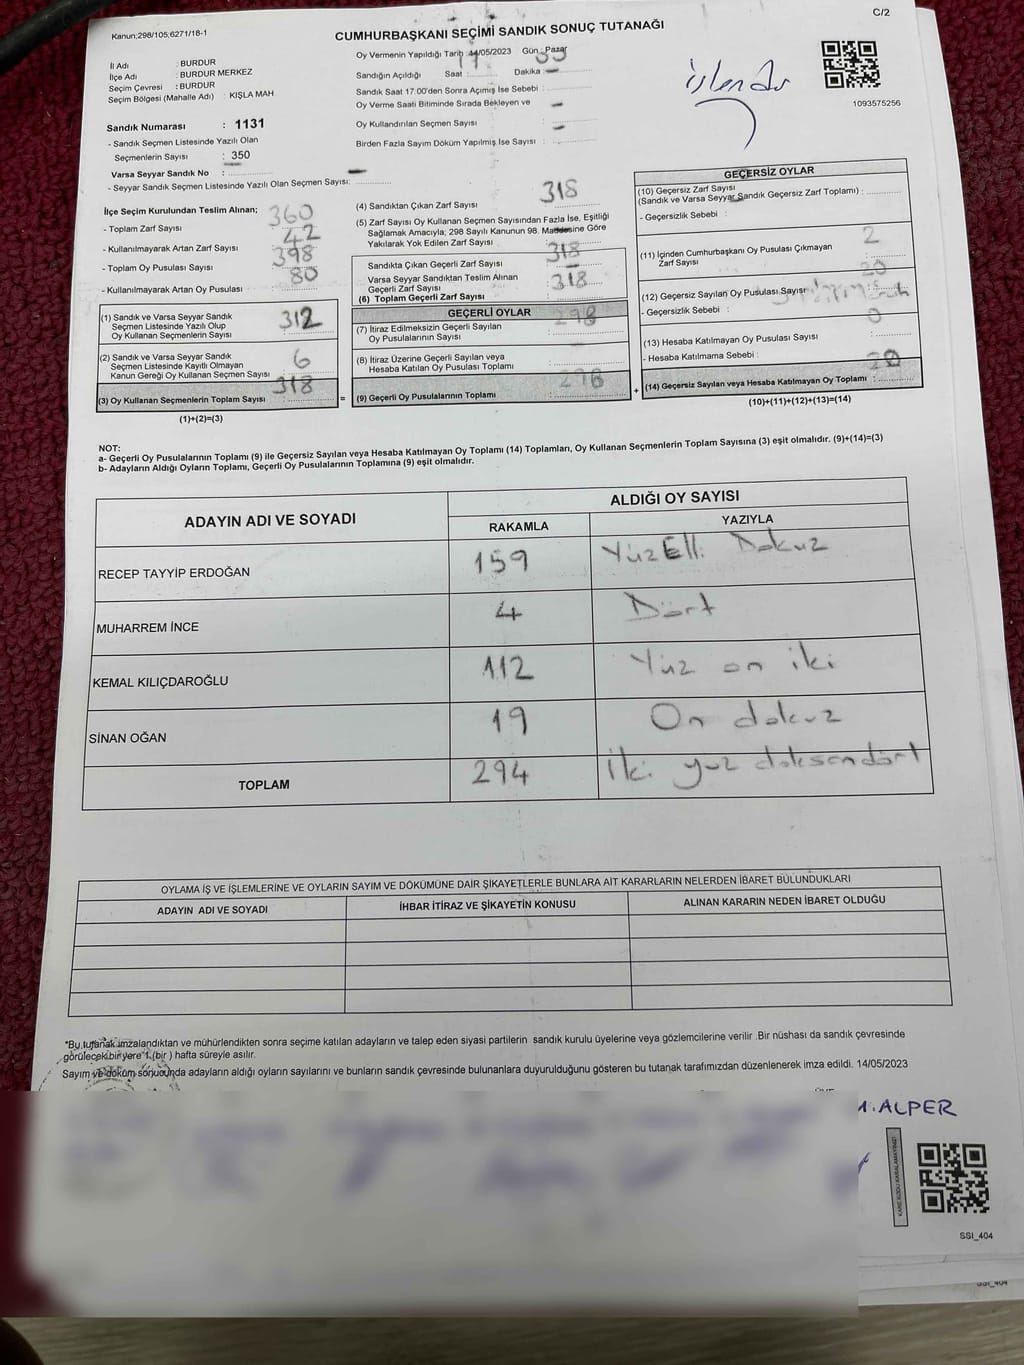 C/2
Kanun:298/105;6271/18-1
CUMHURBAŞKANI SEÇİMİ SANDIK SONUÇ TUTANAĞI
İl Adı : BURDUR
İlçe Adı : BURDUR MERKEZ
Seçim Çevresi : BURDUR
Seçim Bölgesi (Mahalle Adı) : KIŞLA MAH
Sandık Numarası : 1131
- Sandık Seçmen Listesinde Yazılı Olan
Seçmenlerin Sayısı : 350
Varsa Seyyar Sandık No :
- Seyyar Sandık Seçmen Listesinde Yazılı Olan Seçmen Sayısı:
Oy Vermenin Yapıldığı Tarih: 14/05/2023 Gün : Pazar
Sandığın Açıldığı Saat : 17 Dakika
Sandık Saat 17:00'den Sonra Açımış İse Sebebi :
Oy Verme Saati Bitiminde Sırada Bekleyen ve
Oy Kullandırılan Seçmen Sayısı :
Birden Fazla Sayım Döküm Yapılmış İse Sayısı :
işlendi
1093575256
İlçe Seçim Kurulundan Teslim Alınan;
- Toplam Zarf Sayısı 360
- Kullanılmayarak Artan Zarf Sayısı 42
- Toplam Oy Pusulası Sayısı 398
- Kullanılmayarak Artan Oy Pusulası 80
(1) Sandık ve Varsa Seyyar Sandık
Seçmen Listesinde Yazılı Olup
Oy Kullanan Seçmenlerin Sayısı 312
(2) Sandık ve Varsa Seyyar Sandık
Seçmen Listesinde Kayıtlı Olmayan
Kanun Gereği Oy Kullanan Seçmen Sayısı 6
(3) Oy Kullanan Seçmenlerin Toplam Sayısı 318 =
(1)+(2)=(3)
(4) Sandıktan Çıkan Zarf Sayısı 318
(5) Zarf Sayısı Oy Kullanan Seçmen Sayısından Fazla İse, Eşitliği
Sağlamak Amacıyla; 298 Sayılı Kanunun 98. Maddesine Göre
Yakılarak Yok Edilen Zarf Sayısı
Sandıkta Çıkan Geçerli Zarf Sayısı 318
Varsa Seyyar Sandıktan Teslim Alınan
Geçerli Zarf Sayısı
(6) Toplam Geçerli Zarf Sayısı 318
GEÇERLİ OYLAR
(7) İtiraz Edilmeksizin Geçerli Sayılan
Oy Pusulalarının Sayısı 298
(8) İtiraz Üzerine Geçerli Sayılan veya
Hesaba Katılan Oy Pusulası Toplamı
(9) Geçerli Oy Pusulalarının Toplamı +
GEÇERSİZ OYLAR
(10) Geçersiz Zarf Sayısı
(Sandık ve Varsa Seyyar Sandık Geçersiz Zarf Toplamı) :
- Geçersizlik Sebebi :
(11) İçinden Cumhurbaşkanı Oy Pusulası Çıkmayan
Zarf Sayısı 2
(12) Geçersiz Sayılan Oy Pusulası Sayısı 20
- Geçersizlik Sebebi :
(13) Hesaba Katılmayan Oy Pusulası Sayısı 0
- Hesaba Katılmama Sebebi :
(14) Geçersiz Sayılan veya Hesaba Katılmayan Oy Toplamı : 20
(10)+(11)+(12)+(13)=(14)
NOT:
a- Geçerli Oy Pusulalarının Toplamı (9) ile Geçersiz Sayılan veya Hesaba Katılmayan Oy Toplamı (14) Toplamları, Oy Kullanan Seçmenlerin Toplam Sayısına (3) eşit olmalıdır. (9)+(14)=(3)
b- Adayların Aldığı Oyların Toplamı, Geçerli Oy Pusulalarının Toplamına (9) eşit olmalıdır.
ADAYIN ADI VE SOYADI ALDIĞI OY SAYISI
RAKAMLA YAZIYLA
RECEP TAYYİP ERDOĞAN 159 YüzElli Dokuz
MUHARREM İNCE 4 Dört
KEMAL KILIÇDAROĞLU 112 Yüz on iki
SİNAN OĞAN 19 On dokuz
TOPLAM 294 İki yüz doksandört
OYLAMA İŞ VE İŞLEMLERİNE VE OYLARIN SAYIM VE DÖKÜMÜNE DAİR ŞİKAYETLERLE BUNLARA AİT KARARLARIN NELERDEN İBARET BULUNDUKLARI
ADAYIN ADI VE SOYADI İHBAR İTİRAZ VE ŞİKAYETİN KONUSU ALINAN KARARIN NEDEN İBARET OLDUĞU
*Bu tutanak imzalandıktan ve mühürlendikten sonra seçime katılan adayların ve talep eden siyasi partilerin sandık kurulu üyelerine veya gözlemcilerine verilir .Bir nüshası da sandık çevresinde
görülecek bir yere 1 (bir) hafta süreyle asılır.
Sayım ve döküm sonucunda adayların aldığı oyların sayılarını ve bunların sandık çevresinde bulunanlara duyurulduğunu gösteren bu tutanak tarafımızdan düzenlenerek imza edildi. 14/05/2023
ALPER
SSI_404